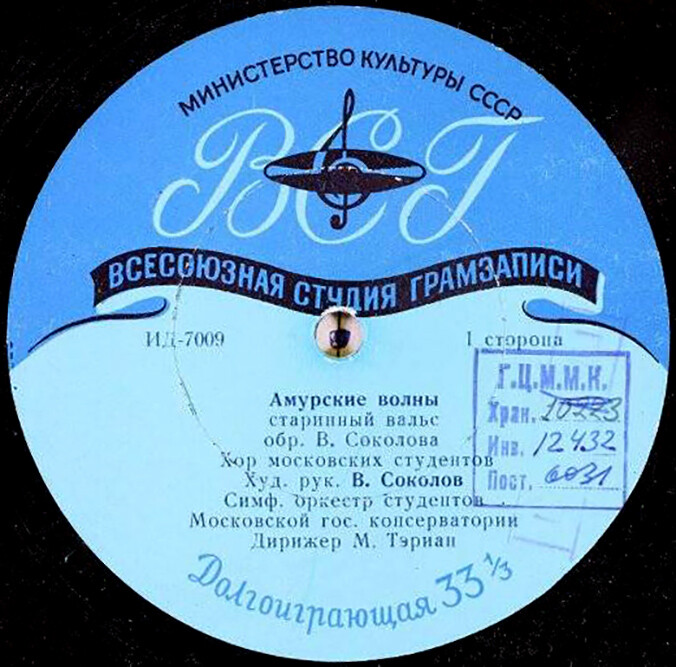 МИНИСТЕРСТВО КУЛЬТУРЫ СССР
ВСГ
ВСЕСОЮЗНАЯ СТУДИЯ ГРАМЗАПИСИ
ИД-7009
1 сторона
Амурские волны
старинный вальс
обр. В. Соколова
Хор московских студентов
Худ. рук. В. Соколов
Симф. оркестр студентов
Московской гос. консерватории
Дирижер М. Тэриан
Долгоиграющая 33 1/3
Г.Ц.М.М.К.
Хран. 10223
Инв. 12432
Пост. 6031